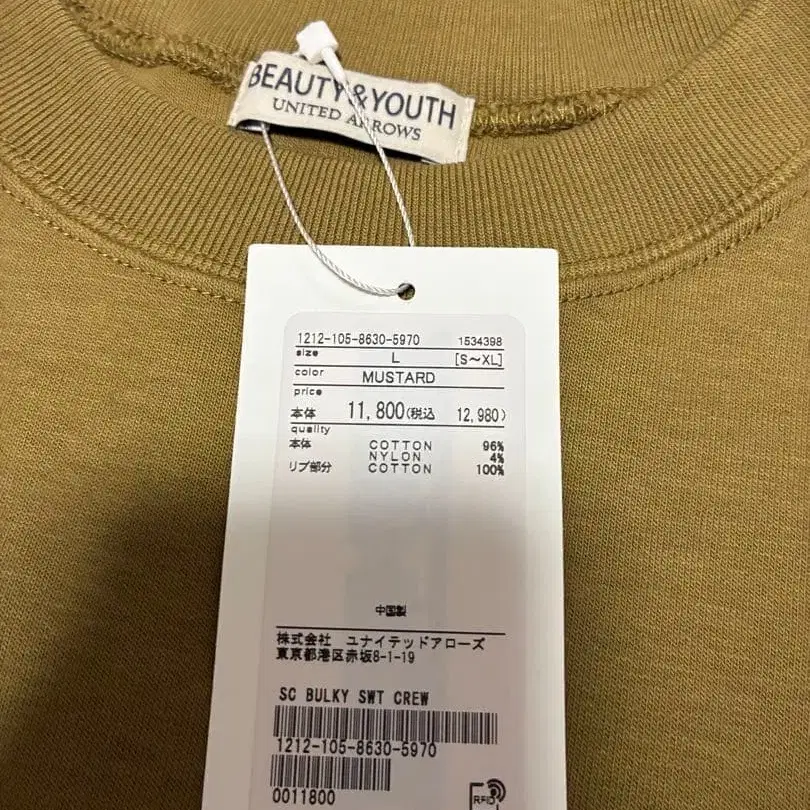 BEAUTY&YOUTH
UNITED ARROWS
1212-105-8630-5970 1534398
size L [S～XL]
color MUSTARD
price
本体 11,800(税込 12,980)
quality
本体 COTTON 96%
NYLON 4%
リブ部分 COTTON 100%
中国製
株式会社 ユナイテッドアローズ
東京都港区赤坂8-1-19
SC BULKY SWT CREW
1212-105-8630-5970
0011800
RFID